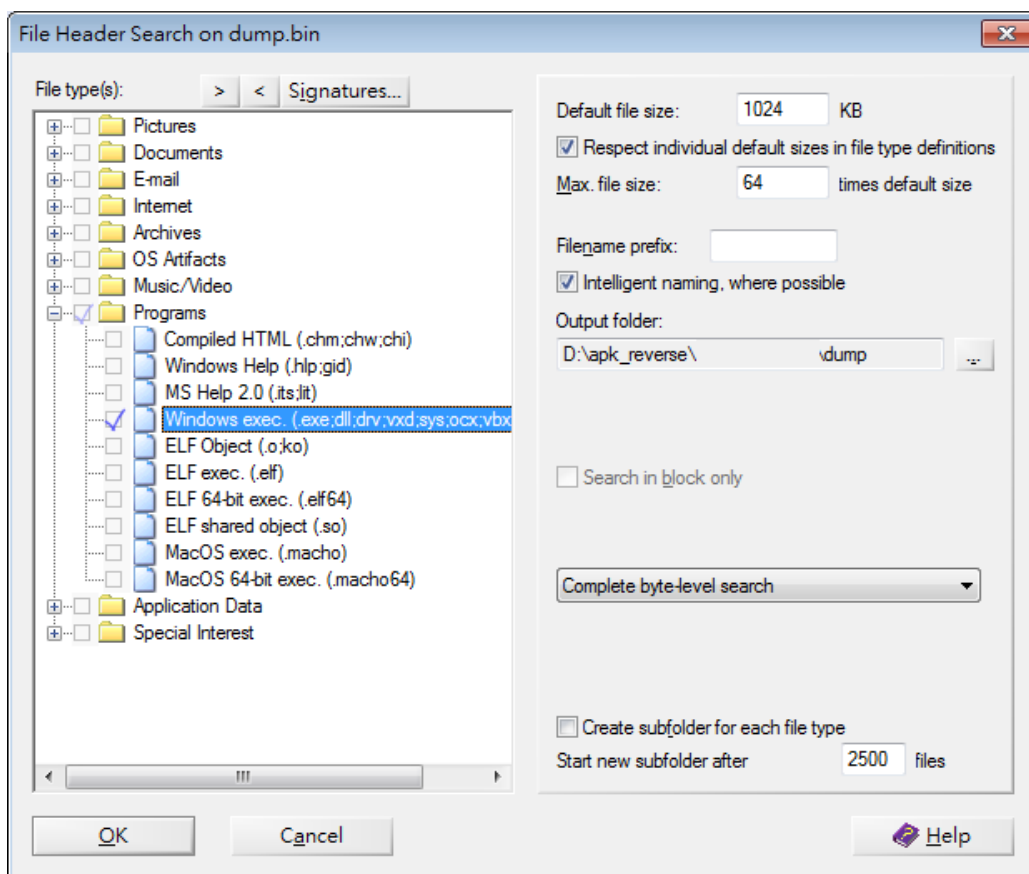 File Header Search on dump.bin
File type(s): > < Signatures...
Pictures
Documents
E-mail
Internet
Archives
OS Artifacts
Music/Video
Programs
Compiled HTML (.chm;chw;chi)
Windows Help (.hlp;gid)
MS Help 2.0 (.its;lit)
Windows exec. (.exe;dll;drv;vxd;sys;ocx;vbx
ELF Object (.o;ko)
ELF exec. (.elf)
ELF 64-bit exec. (.elf64)
ELF shared object (.so)
MacOS exec. (.macho)
MacOS 64-bit exec. (.macho64)
Application Data
Special Interest
Default file size: 1024 KB
Respect individual default sizes in file type definitions
Max. file size: 64 times default size
Filename prefix:
Intelligent naming, where possible
Output folder:
D:\apk_reverse\ \dump ...
Search in block only
Complete byte-level search
Create subfolder for each file type
Start new subfolder after 2500 files
OK Cancel Help